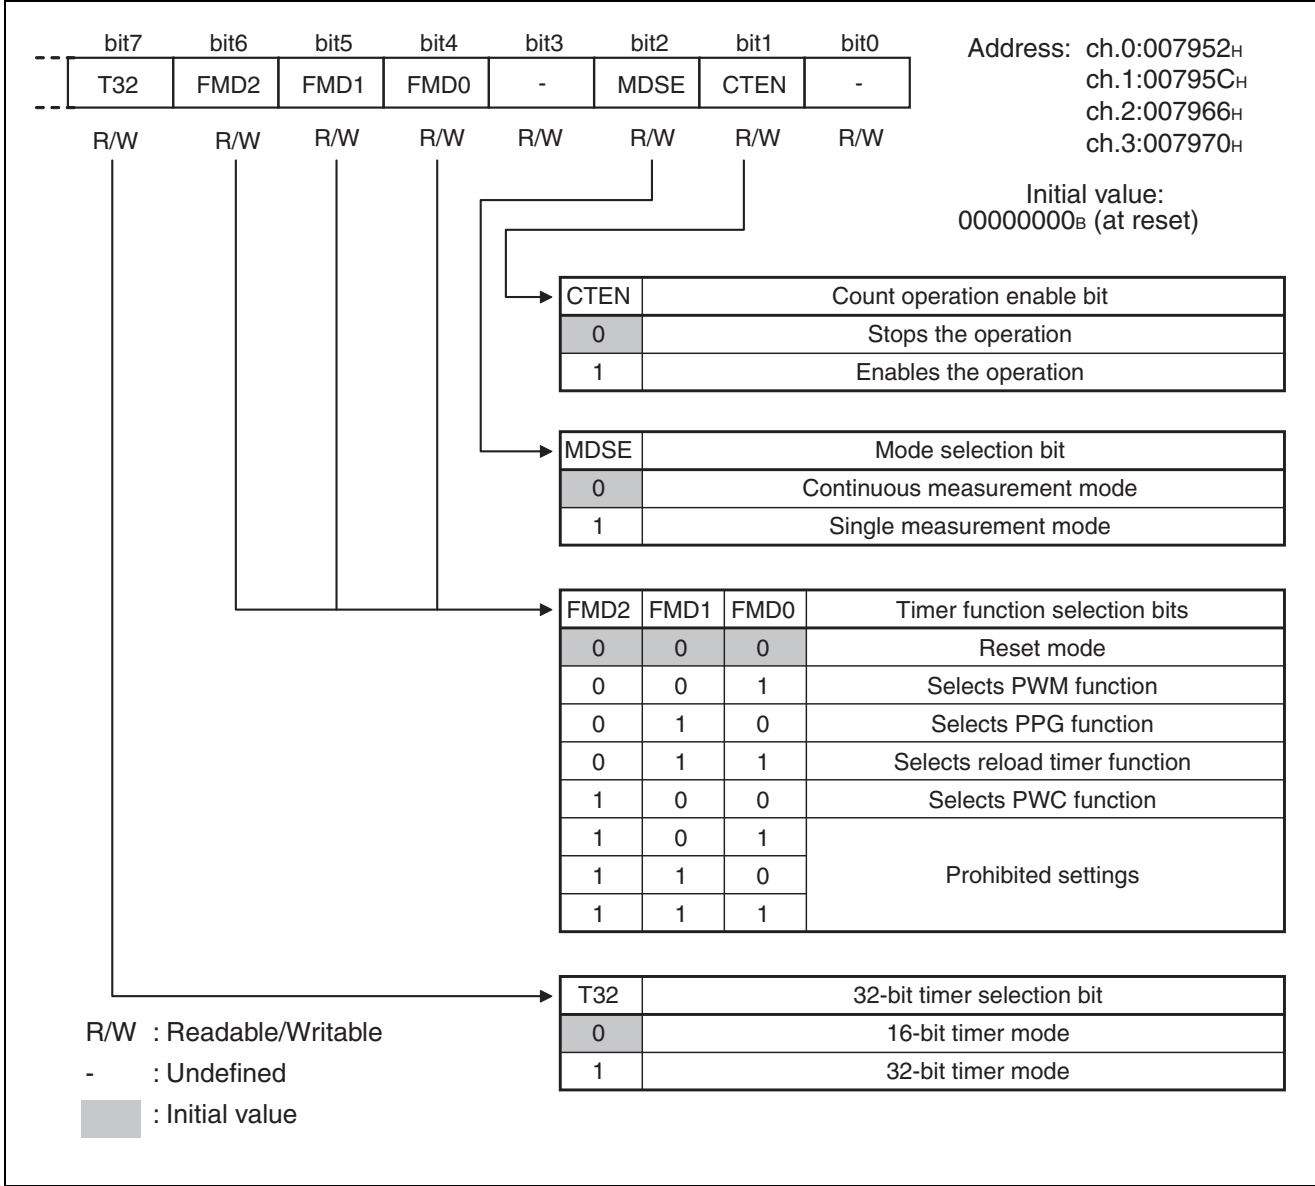 bit7 bit6 bit5 bit4 bit3 bit2 bit1 bit0
T32 FMD2 FMD1 FMD0 - MDSE CTEN -
R/W R/W R/W R/W R/W R/W R/W R/W
Address: ch.0:007952H
ch.1:00795CH
ch.2:007966H
ch.3:007970H
Initial value:
00000000B (at reset)
CTEN Count operation enable bit
0 Stops the operation
1 Enables the operation
MDSE Mode selection bit
0 Continuous measurement mode
1 Single measurement mode
FMD2 FMD1 FMD0 Timer function selection bits
0 0 0 Reset mode
0 0 1 Selects PWM function
0 1 0 Selects PPG function
0 1 1 Selects reload timer function
1 0 0 Selects PWC function
1 0 1
1 1 0 Prohibited settings
1 1 1
T32 32-bit timer selection bit
0 16-bit timer mode
1 32-bit timer mode
R/W : Readable/Writable
- : Undefined
: Initial value